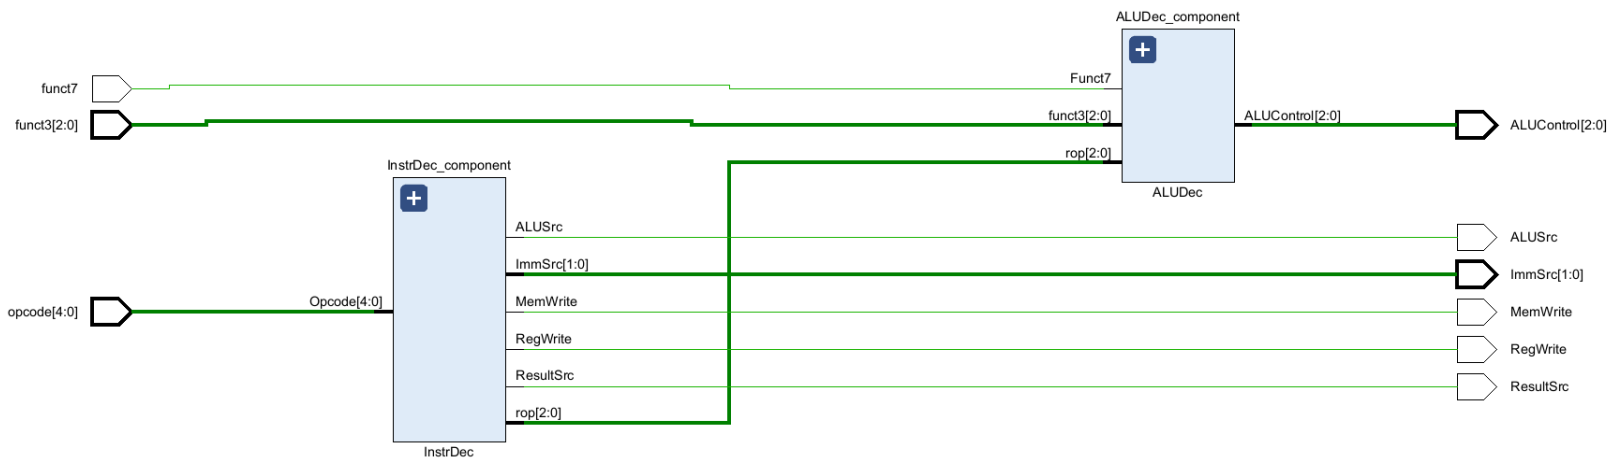 ALUDec_component
funct7
Funct7
funct3[2:0]
funct3[2:0]
ALUControl[2:0]
ALUControl[2:0]
rop[2:0]
ALUDec
InstrDec_component
ALUSrc
ALUSrc
ImmSrc[1:0]
ImmSrc[1:0]
opcode[4:0]
Opcode[4:0]
MemWrite
MemWrite
RegWrite
RegWrite
ResultSrc
ResultSrc
rop[2:0]
InstrDec